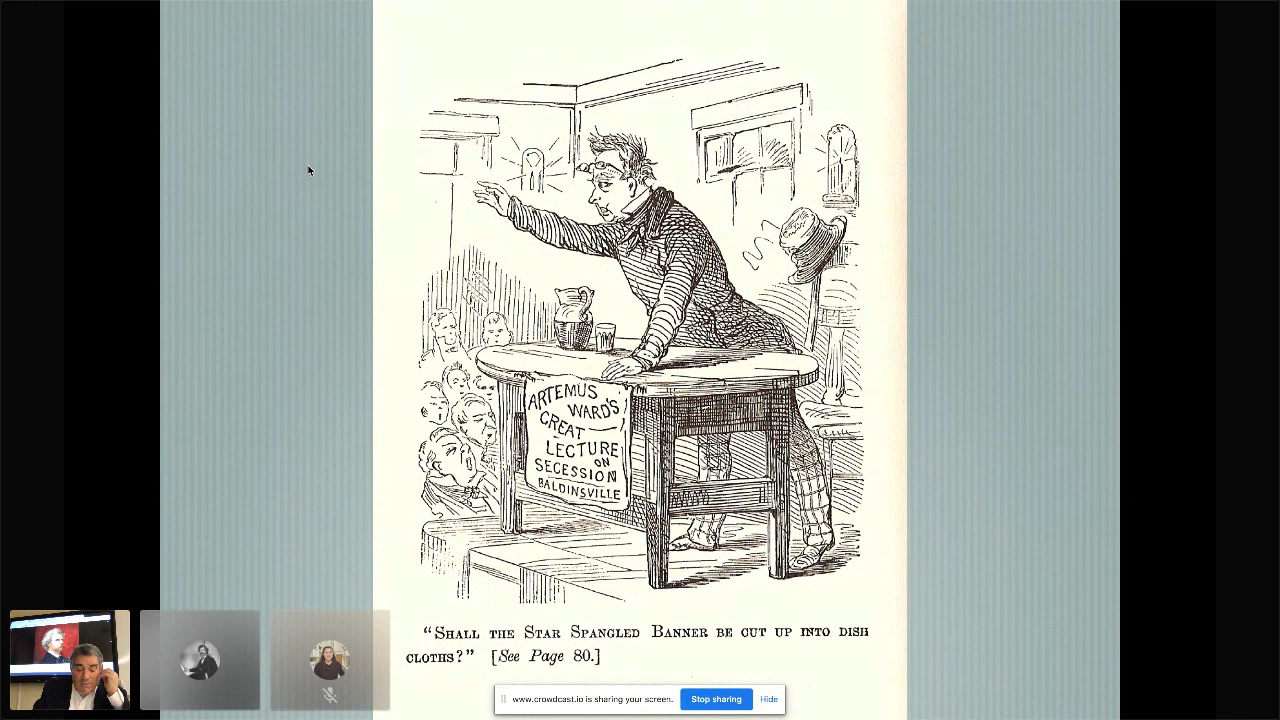 ARTEMUS
WARD'S
GREAT
LECTURE
ON
SECESSION
BALDINSVILLE
"Shall the Star Spangled Banner be cut up into dish
cloths?" [See Page 80.]
www.crowdcast.io is sharing your screen.
Stop sharing
Hide